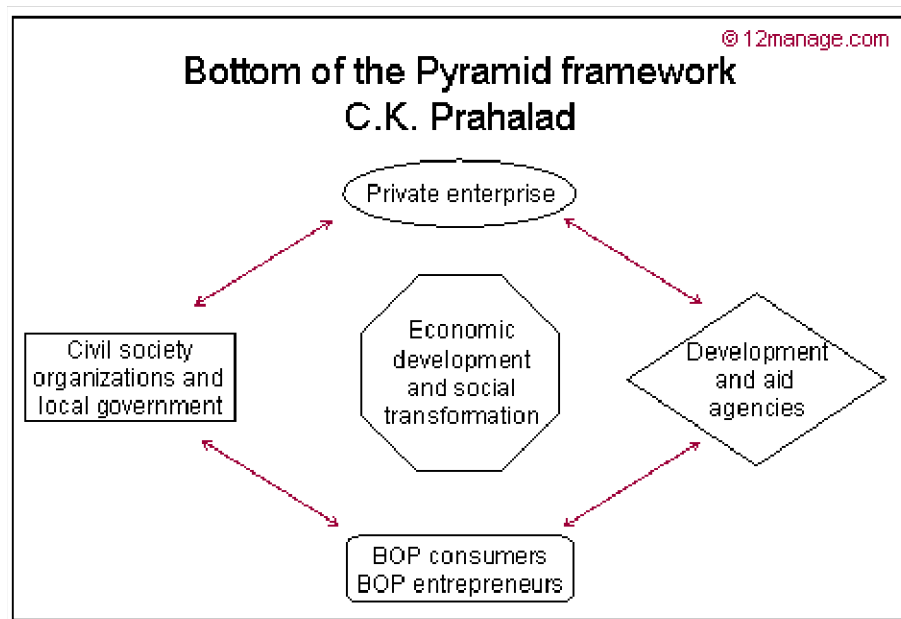 © 12manage.com
Bottom of the Pyramid framework
C.K. Prahalad
Private enterprise
Civil society
organizations and
local government
Economic
development
and social
transformation
Development
and aid
agencies
BOP consumers
BOP entrepreneurs